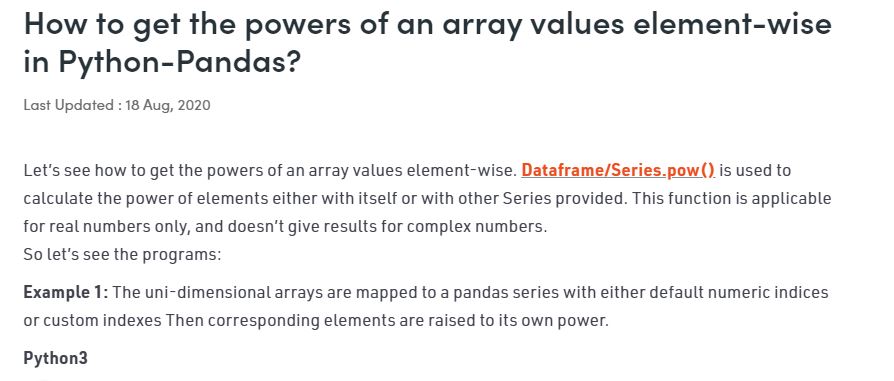 How to get the powers of an array values element-wise
in Python-Pandas?
Last Updated : 18 Aug, 2020
Let's see how to get the powers of an array values element-wise. Dataframe/Series.pow() is used to
calculate the power of elements either with itself or with other Series provided. This function is applicable
for real numbers only, and doesn't give results for complex numbers.
So let's see the programs:
Example 1: The uni-dimensional arrays are mapped to a pandas series with either default numeric indices
or custom indexes Then corresponding elements are raised to its own power.
Python3